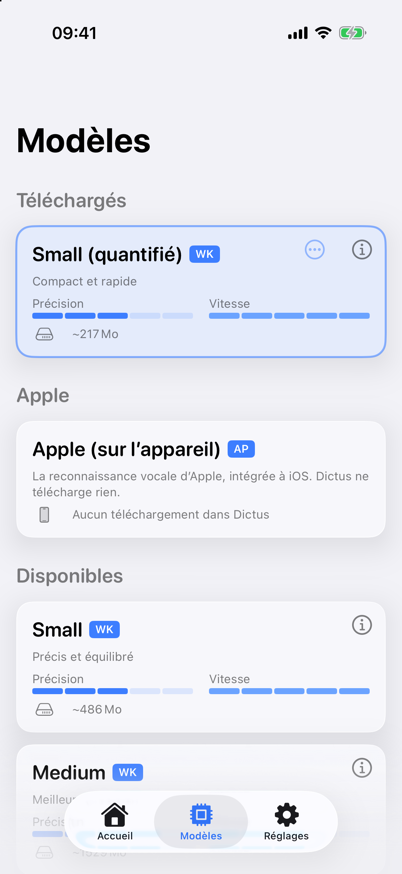 09:41
Modèles
Téléchargés
Small (quantifié) WK
Compact et rapide
Précision Vitesse
~217 Mo
Apple
Apple (sur l'appareil) AP
La reconnaissance vocale d'Apple, intégrée à iOS. Dictus ne
télécharge rien.
Aucun téléchargement dans Dictus
Disponibles
Small WK
Précis et équilibré
Précision Vitesse
~486 Mo
Medium WK
Accueil Modèles Réglages